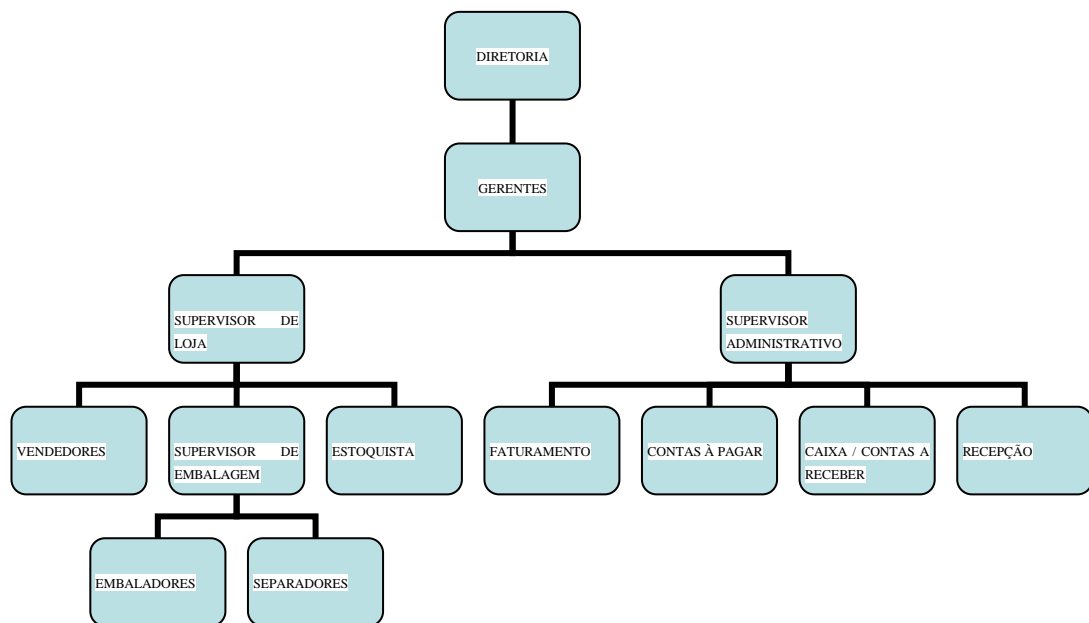 DIRETORIA
GERENTES
SUPERVISOR DE
LOJA
SUPERVISOR
ADMINISTRATIVO
VENDEDORES
SUPERVISOR DE
EMBALAGEM
ESTOQUISTA
FATURAMENTO
CONTAS À PAGAR
CAIXA / CONTAS A
RECEBER
RECEPÇÃO
EMBALADORES
SEPARADORES